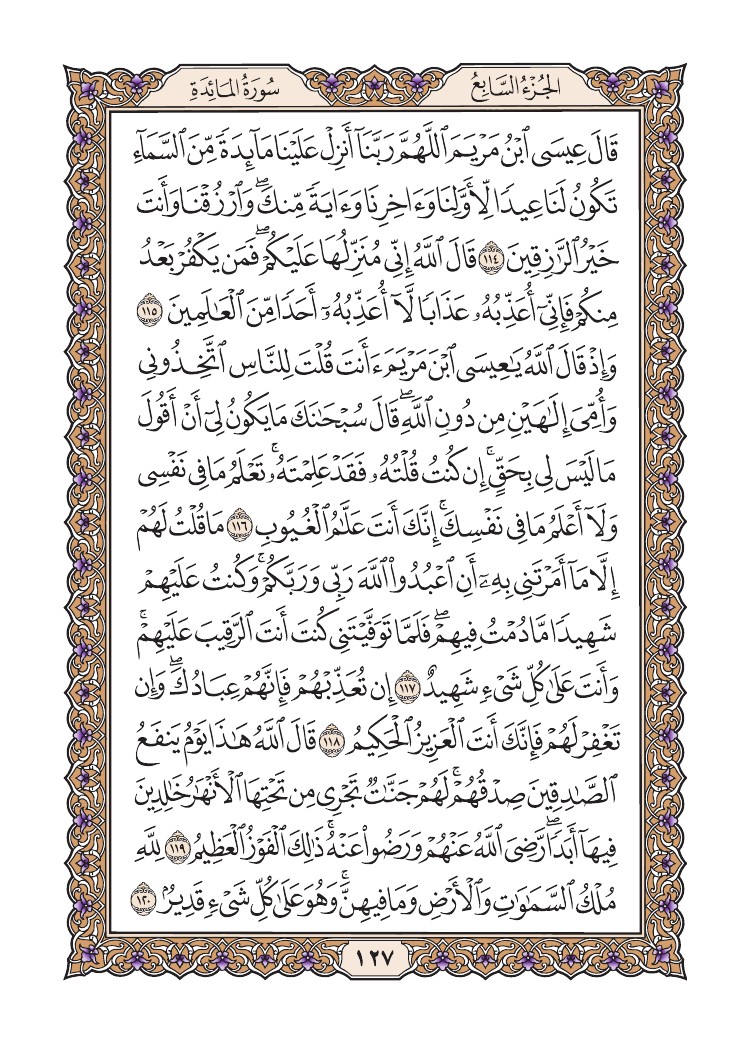 الجُزْءُ السَّابِعُ
سُورَةُ المَائِدَةِ
قَالَ عِيسَى ٱبْنُ مَرْيَمَ ٱللَّهُمَّ رَبَّنَآ أَنزِلْ عَلَيْنَا مَآئِدَةً مِّنَ ٱلسَّمَآءِ
تَكُونُ لَنَا عِيدًا لِّأَوَّلِنَا وَءَاخِرِنَا وَءَايَةً مِّنكَۖ وَٱرْزُقْنَا وَأَنتَ
خَيْرُ ٱلرَّٰزِقِينَ ١١٤ قَالَ ٱللَّهُ إِنِّي مُنَزِّلُهَا عَلَيْكُمْۖ فَمَن يَكْفُرْ بَعْدُ
مِنكُمْ فَإِنِّيٓ أُعَذِّبُهُۥ عَذَابًا لَّآ أُعَذِّبُهُۥٓ أَحَدًا مِّنَ ٱلْعَٰلَمِينَ ١١٥
وَإِذْ قَالَ ٱللَّهُ يَٰعِيسَى ٱبْنَ مَرْيَمَ ءَأَنتَ قُلْتَ لِلنَّاسِ ٱتَّخِذُونِي
وَأُمِّيَ إِلَٰهَيْنِ مِن دُونِ ٱللَّهِۖ قَالَ سُبْحَٰنَكَ مَا يَكُونُ لِيٓ أَنْ أَقُولَ
مَا لَيْسَ لِي بِحَقٍّۚ إِن كُنتُ قُلْتُهُۥ فَقَدْ عَلِمْتَهُۥۚ تَعْلَمُ مَا فِي نَفْسِي
وَلَآ أَعْلَمُ مَا فِي نَفْسِكَۚ إِنَّكَ أَنتَ عَلَّٰمُ ٱلْغُيُوبِ ١١٦ مَا قُلْتُ لَهُمْ
إِلَّا مَآ أَمَرْتَنِي بِهِۦٓ أَنِ ٱعْبُدُوا۟ ٱللَّهَ رَبِّي وَرَبَّكُمْۚ وَكُنتُ عَلَيْهِمْ
شَهِيدًا مَّا دُمْتُ فِيهِمْۖ فَلَمَّا تَوَفَّيْتَنِي كُنتَ أَنتَ ٱلرَّقِيبَ عَلَيْهِمْۚ
وَأَنتَ عَلَىٰ كُلِّ شَيْءٍ شَهِيدٌ ١١٧ إِن تُعَذِّبْهُمْ فَإِنَّهُمْ عِبَادُكَۖ وَإِن
تَغْفِرْ لَهُمْ فَإِنَّكَ أَنتَ ٱلْعَزِيزُ ٱلْحَكِيمُ ١١٨ قَالَ ٱللَّهُ هَٰذَا يَوْمُ يَنفَعُ
ٱلصَّٰدِقِينَ صِدْقُهُمْۚ لَهُمْ جَنَّٰتٌ تَجْرِي مِن تَحْتِهَا ٱلْأَنْهَٰرُ خَٰلِدِينَ
فِيهَآ أَبَدًاۖ رَّضِيَ ٱللَّهُ عَنْهُمْ وَرَضُوا۟ عَنْهُۚ ذَٰلِكَ ٱلْفَوْزُ ٱلْعَظِيمُ ١١٩ لِلَّهِ
مُلْكُ ٱلسَّمَٰوَٰتِ وَٱلْأَرْضِ وَمَا فِيهِنَّۚ وَهُوَ عَلَىٰ كُلِّ شَيْءٍ قَدِيرٌۢ ١٢٠
١٢٧